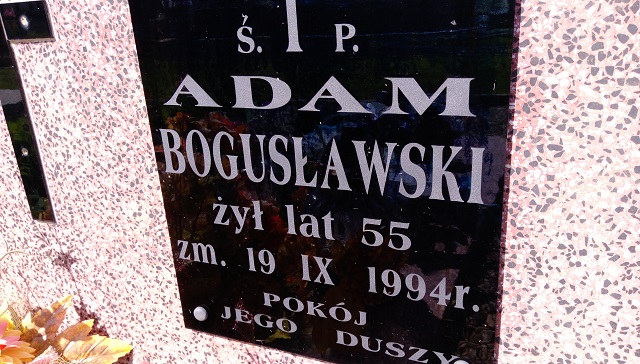 Ś. P.
ADAM
BOGUSŁAWSKI
żył lat 55
zm. 19 IX 1994r.
POKÓJ
JEGO DUSZY